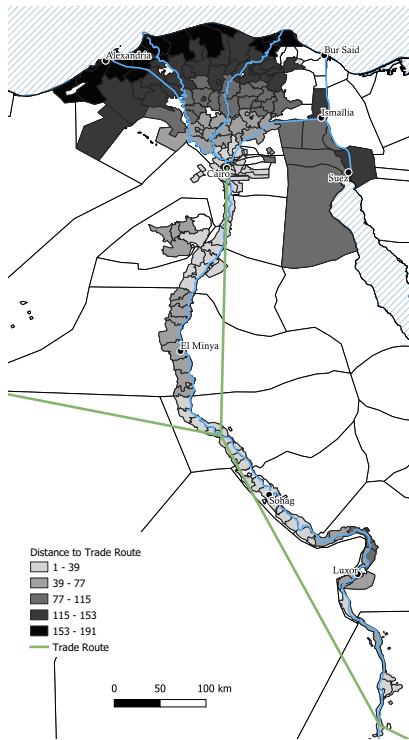 Alexandria
Bur Said
Ismaïlia
Cairo
Suez
El Minya
Sohag
Luxor
Distance to Trade Route
1 - 39
39 - 77
77 - 115
115 - 153
153 - 191
Trade Route
0 50 100 km